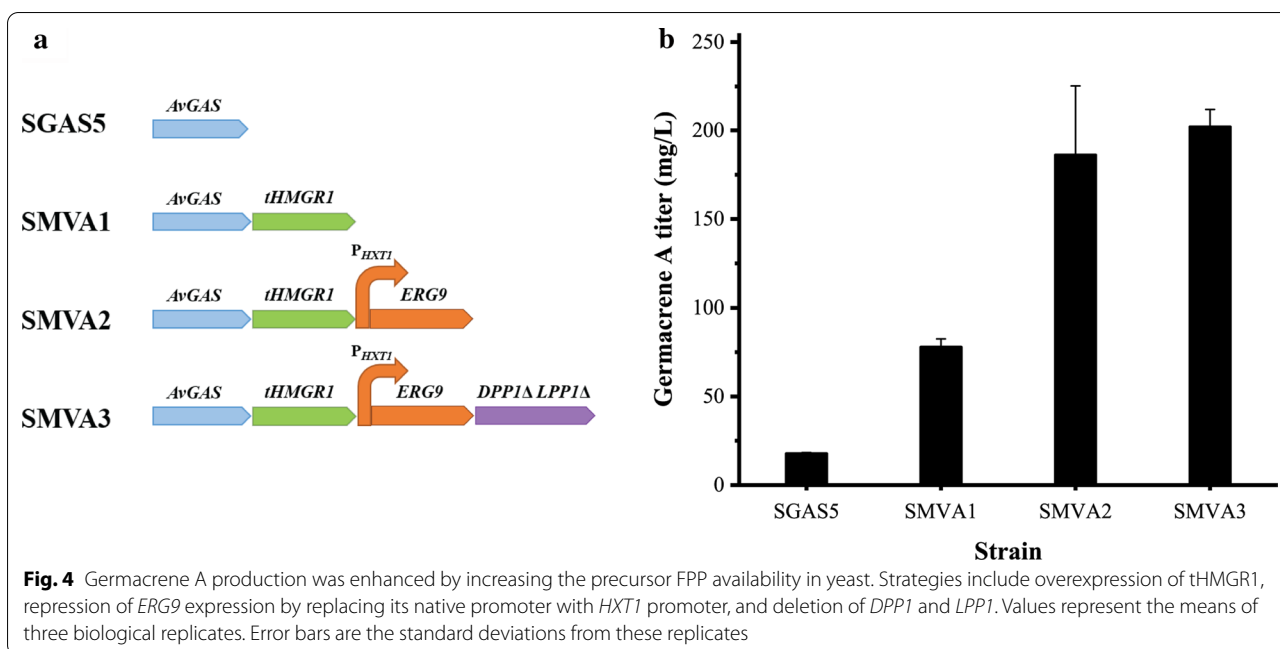 a
SGAS5
AvGAS
SMVA1
AvGAS tHMGR1
SMVA2
AvGAS tHMGR1 PHXT1 ERG9
SMVA3
AvGAS tHMGR1 PHXT1 ERG9 DPP1Δ LPP1Δ
b
Germacrene A titer (mg/L)
250
200
150
100
50
0
SGAS5 SMVA1 SMVA2 SMVA3
Strain
Fig. 4 Germacrene A production was enhanced by increasing the precursor FPP availability in yeast. Strategies include overexpression of tHMGR1,
repression of ERG9 expression by replacing its native promoter with HXT1 promoter, and deletion of DPP1 and LPP1. Values represent the means of
three biological replicates. Error bars are the standard deviations from these replicates